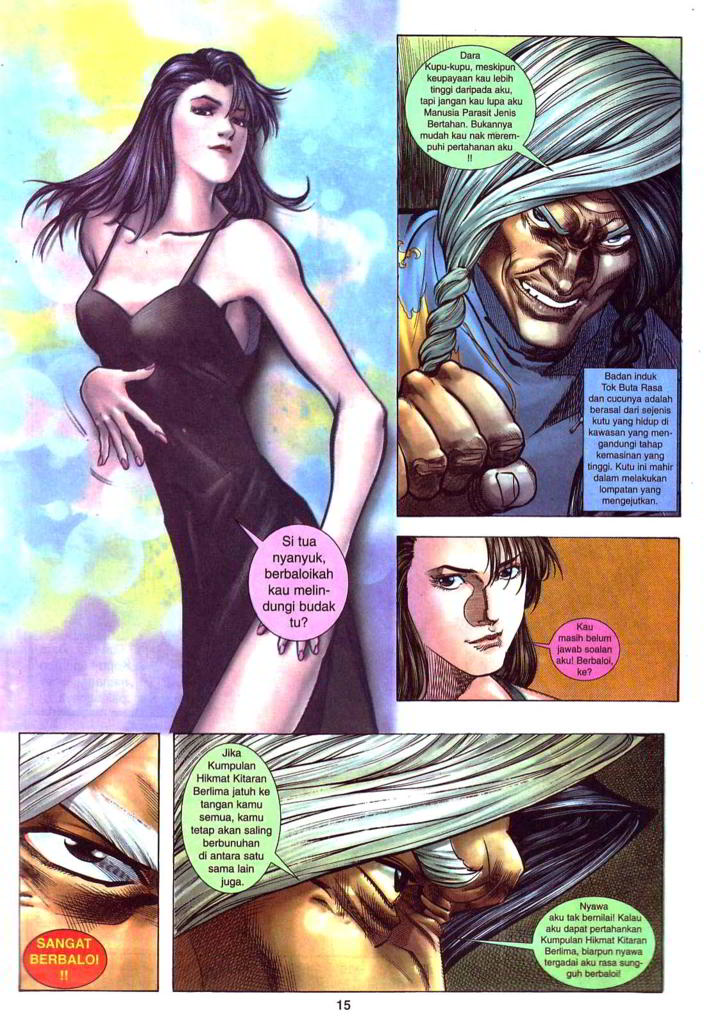 Si tua
nyanyuk,
berbaloikah
kau melin-
dungi budak
tu?
Dara
Kupu-kupu, meskipun
keupayaan kau lebih
tinggi daripada aku,
tapi jangan kau lupa aku
Manusia Parasit Jenis
Bertahan. Bukannya
mudah kau nak merem-
puhi pertahanan aku
!!
Badan induk
Tok Buta Rasa
dan cucunya adalah
berasal dari sejenis
kutu yang hidup di
kawasan yang men-
gandungi tahap
kemasinan yang
tinggi. Kutu ini mahir
dalam melakukan
lompatan yang
mengejutkan.
Kau
masih belum
jawab soalan
aku! Berbaloi,
ke?
SANGAT
BERBALOI
!!
Jika
Kumpulan
Hikmat Kitaran
Berlima jatuh ke
tangan kamu
semua, kamu
tetap akan saling
berbunuhan
di antara satu
sama lain
juga.
Nyawa
aku tak bernilai! Kalau
aku dapat pertahankan
Kumpulan Hikmat Kitaran
Berlima, biarpun nyawa
tergadai aku rasa sung-
guh berbaloi!
15